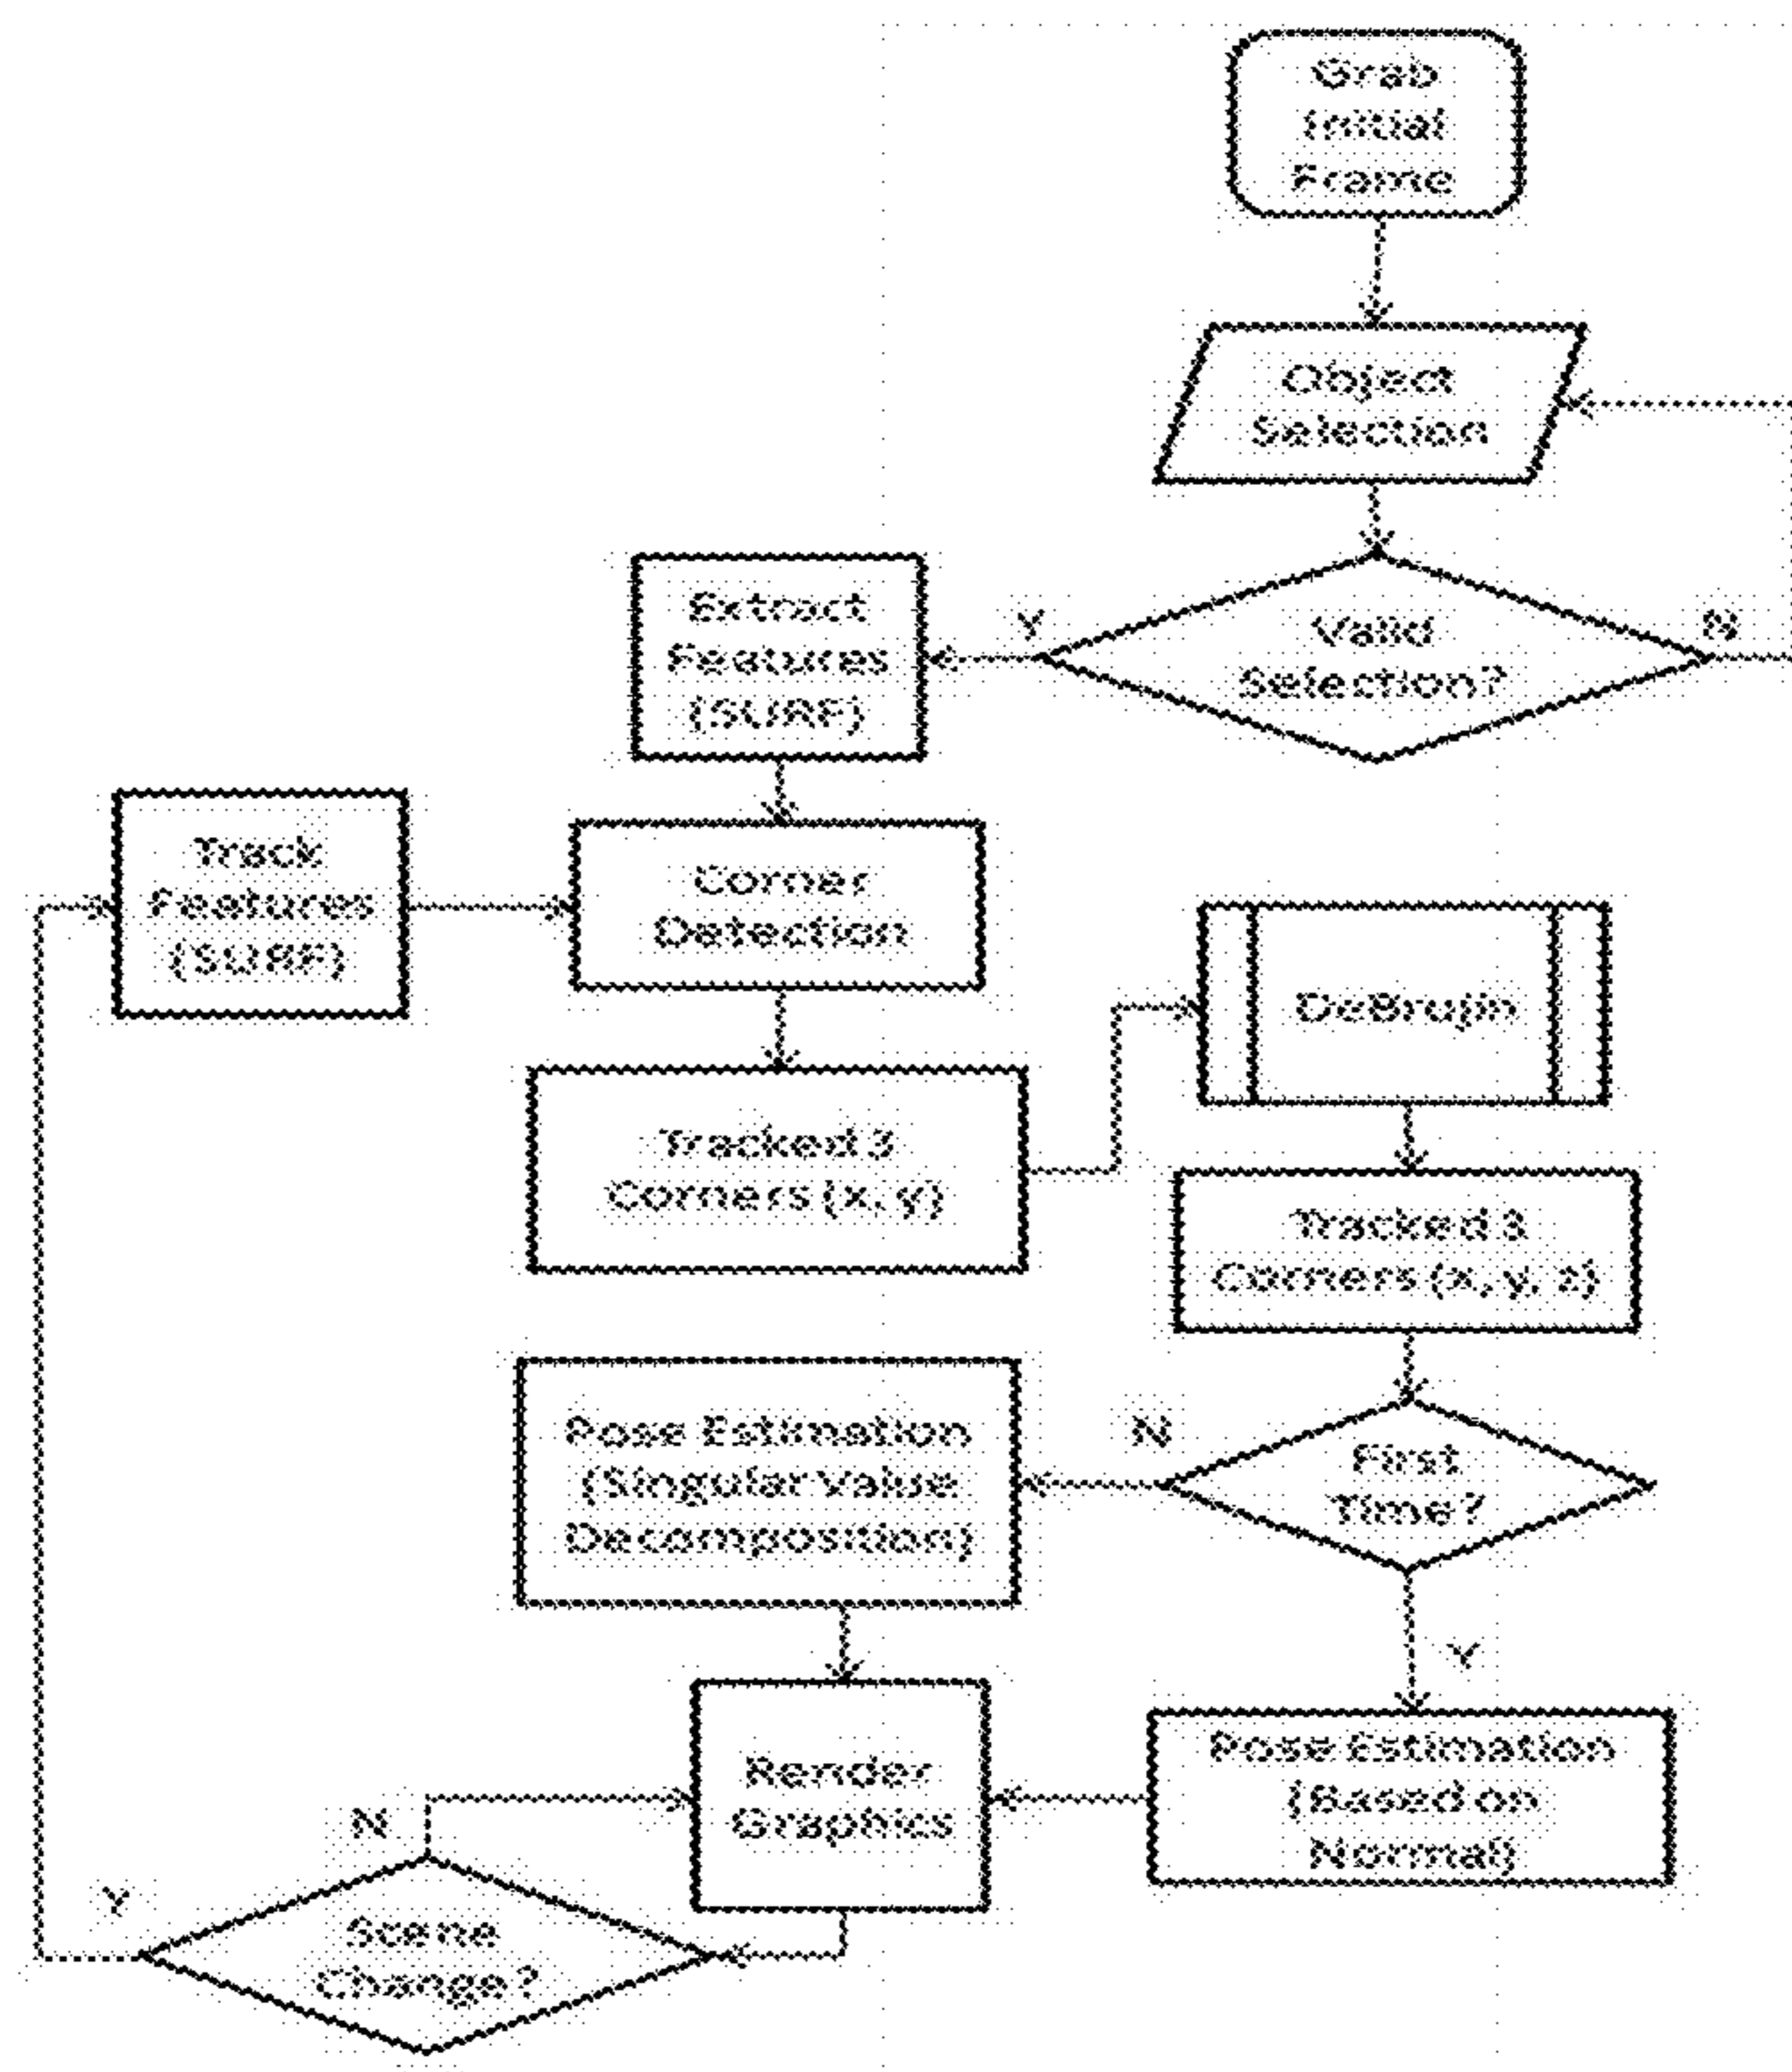 Grab
Initial
Frame
Object
Selection
Valid
Selection?
Y
N
Extract
Features
(SURF)
Track
Features
(SURF)
Corner
Detection
DeBrujin
Tracked 3
Corners (x, y)
Tracked 3
Corners (x, y, z)
First
Time?
N
Y
Pose Estimation
(Singular Value
Decomposition)
Pose Estimation
(Based on
Normal)
Render
Graphics
N
Y
Scene
Change?